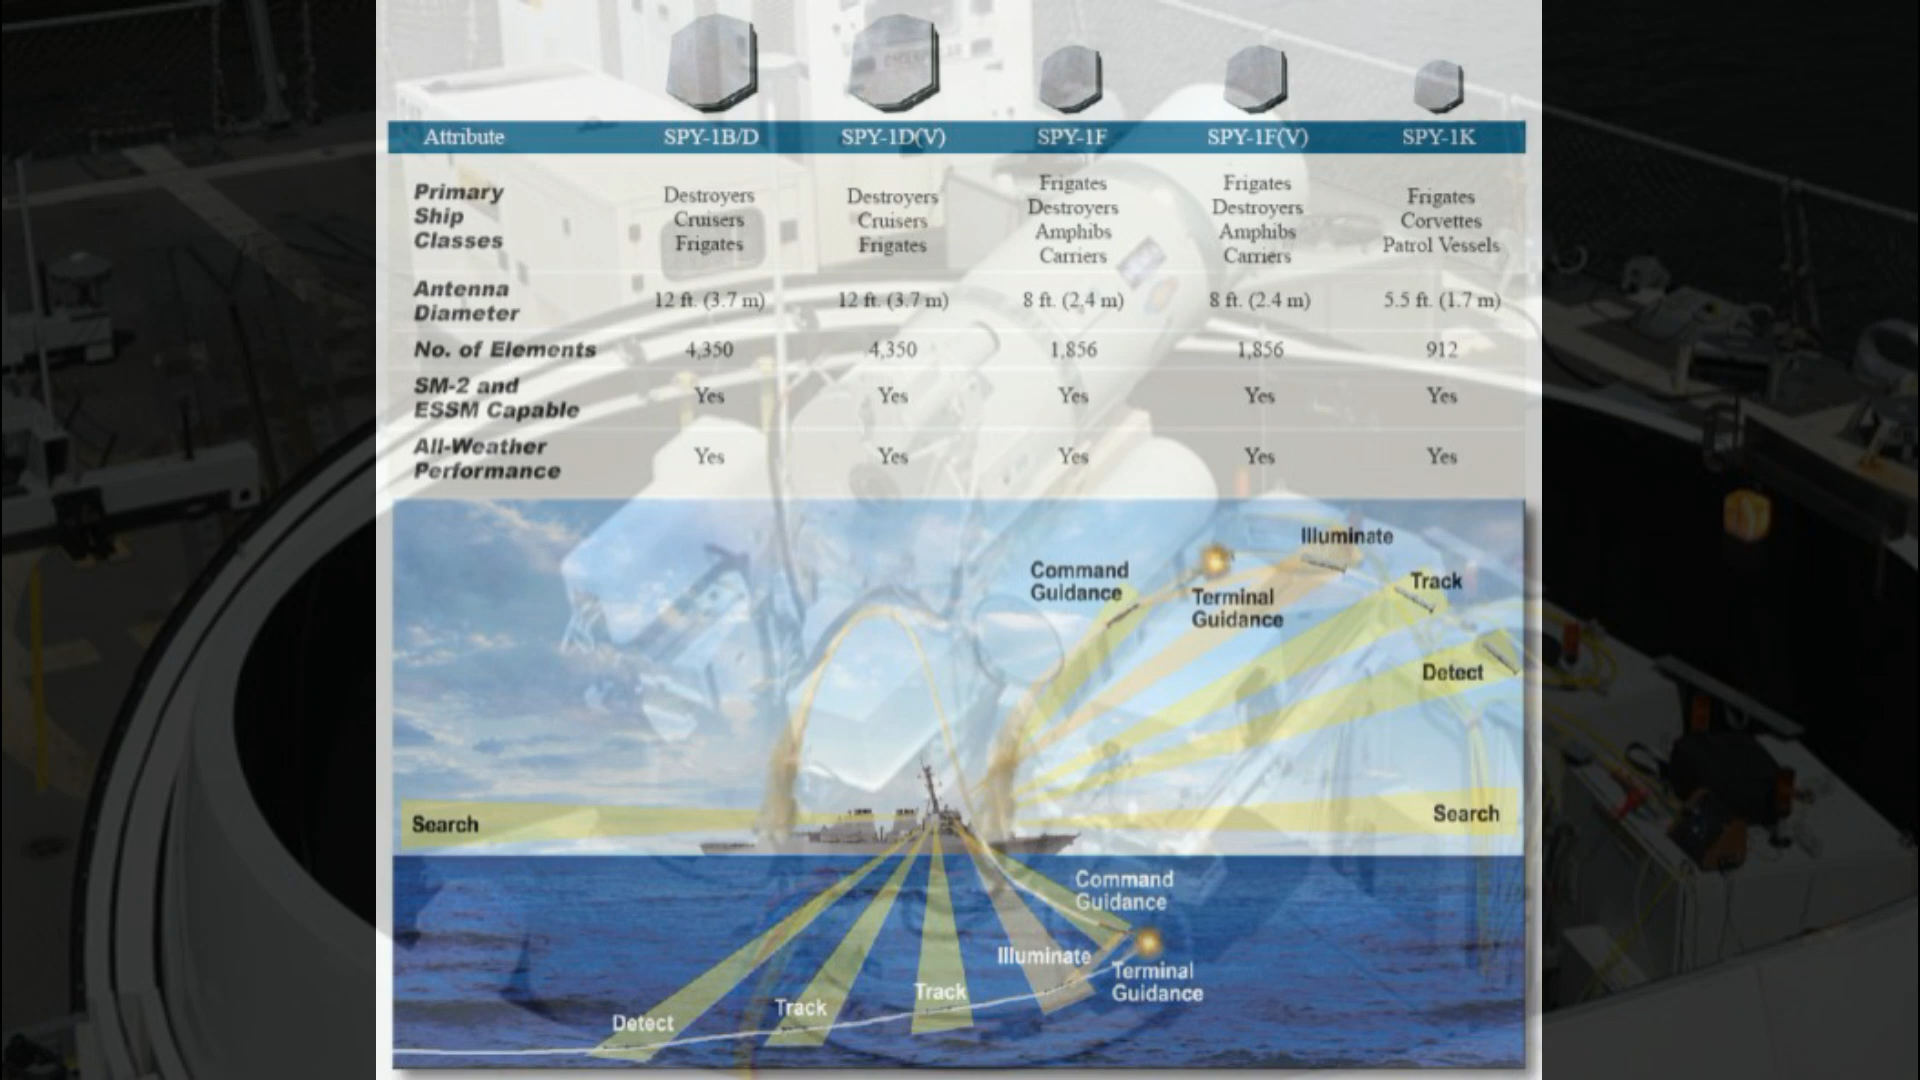 Attribute SPY-1B/D SPY-1D(V) SPY-1F SPY-1F(V) SPY-1K
Primary
Ship
Classes
Destroyers
Cruisers
Frigates
Destroyers
Cruisers
Frigates
Frigates
Destroyers
Amphibs
Carriers
Frigates
Destroyers
Amphibs
Carriers
Frigates
Corvettes
Patrol Vessels
Antenna
Diameter
12 ft. (3.7 m) 12 ft. (3.7 m) 8 ft. (2.4 m) 8 ft. (2.4 m) 5.5 ft. (1.7 m)
No. of Elements 4,350 4,350 1,856 1,856 912
SM-2 and
ESSM Capable
Yes Yes Yes Yes Yes
All-Weather
Performance
Yes Yes Yes Yes Yes
Illuminate
Command
Guidance
Track
Terminal
Guidance
Detect
Search
Search
Command
Guidance
Illuminate
Terminal
Guidance
Track
Track
Detect